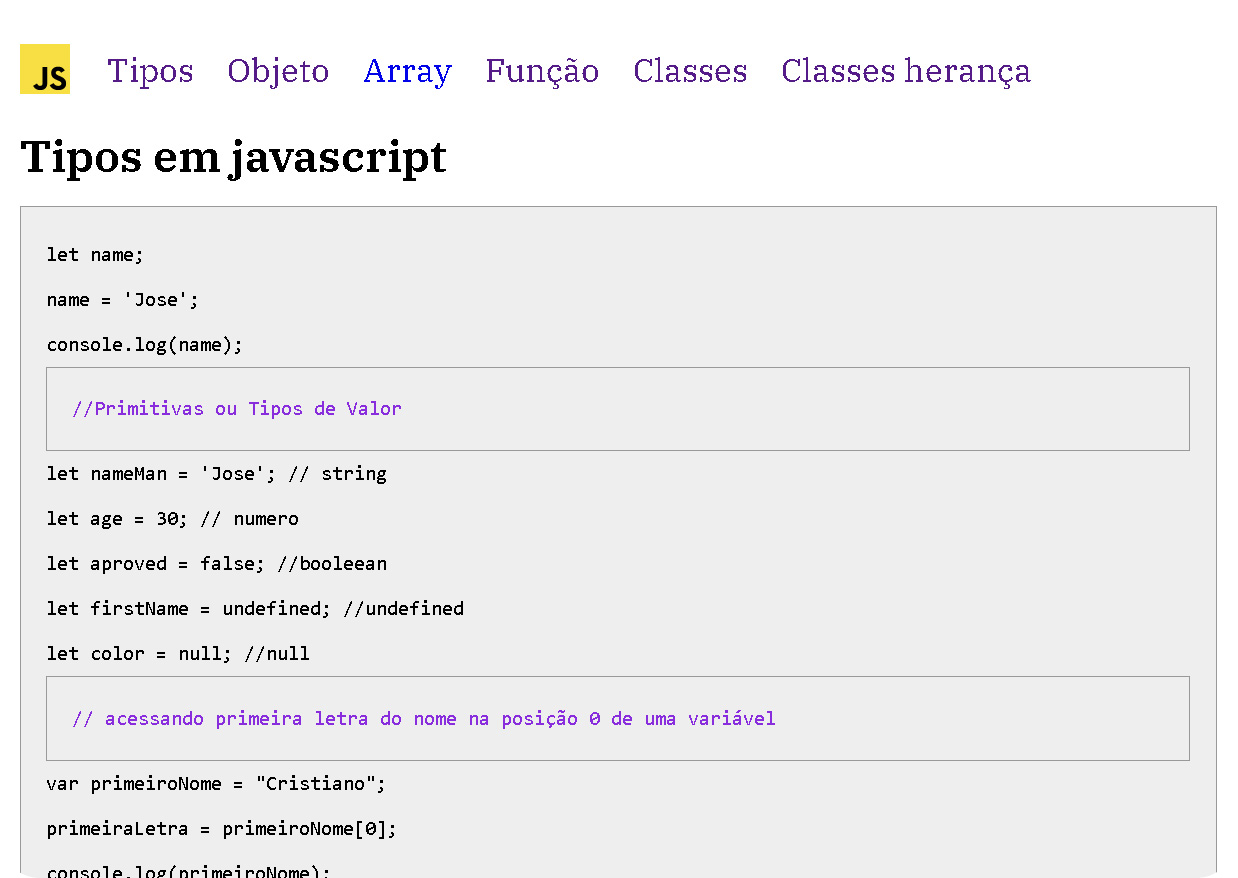 JS Tipos Objeto Array Função Classes Classes herança
Tipos em javascript
let name;
name = 'Jose';
console.log(name);
//Primitivas ou Tipos de Valor
let nameMan = 'Jose'; // string
let age = 30; // numero
let aproved = false; //booleean
let firstName = undefined; //undefined
let color = null; //null
// acessando primeira letra do nome na posição 0 de uma variável
var primeiroNome = "Cristiano";
primeiraLetra = primeiroNome[0];
console.log(primeiroNome);